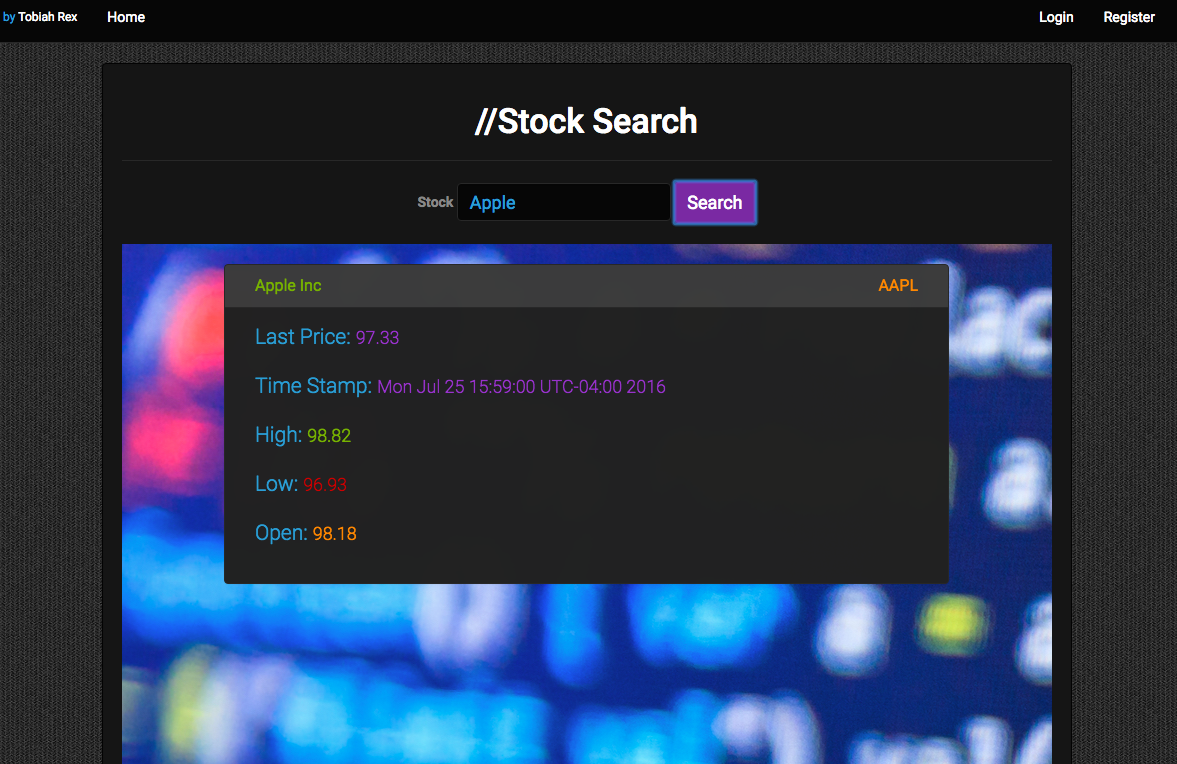 by Tobiah Rex Home Login Register
//Stock Search
Stock Apple Search
Apple Inc AAPL
Last Price: 97.33
Time Stamp: Mon Jul 25 15:59:00 UTC-04:00 2016
High: 98.82
Low: 96.93
Open: 98.18